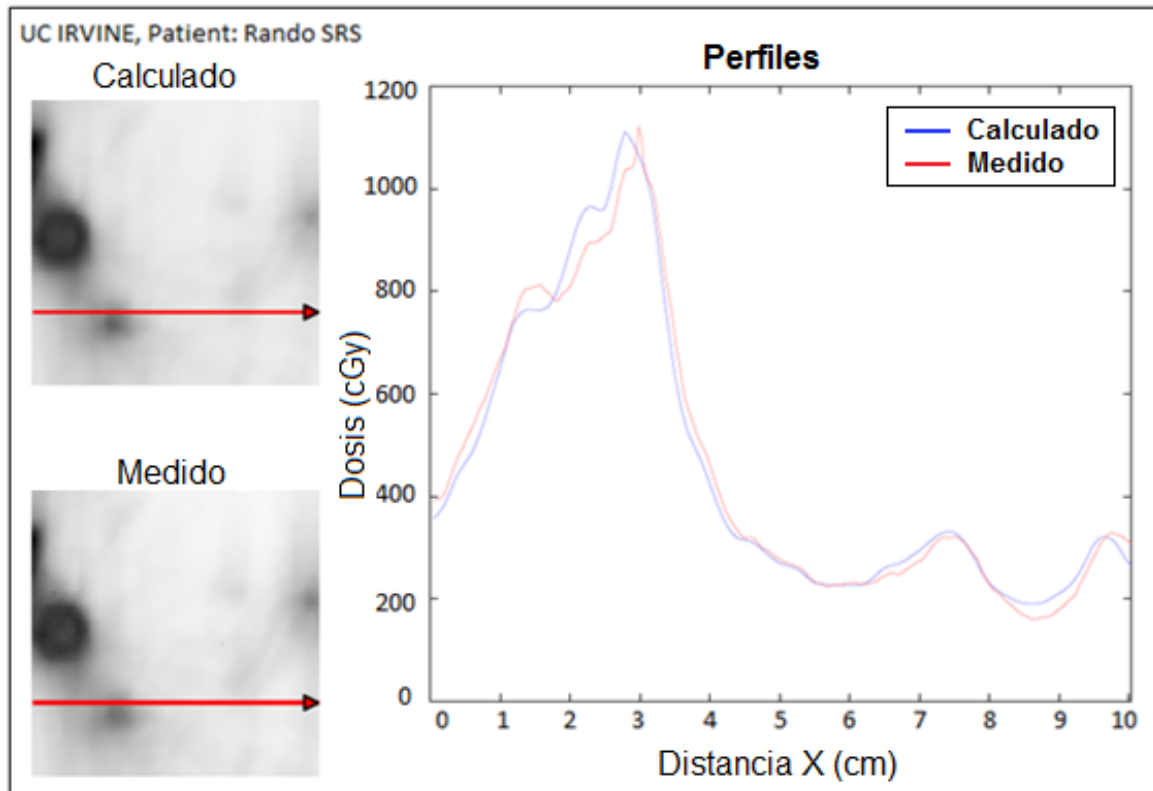 UC IRVINE, Patient: Rando SRS
Calculado
Medido
Perfiles
Calculado
Medido
1200
1000
800
600
400
200
0
0 1 2 3 4 5 6 7 8 9 10
Dosis (cGy)
Distancia X (cm)